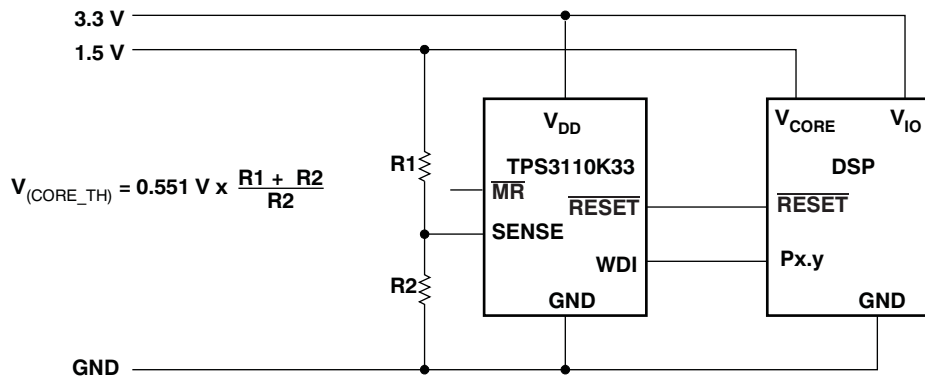 3.3 V
1.5 V
V(CORE_TH) = 0.551 V x R1 + R2
R2
R1
R2
GND
VDD
TPS3110K33
MR
RESET
SENSE
WDI
GND
VCORE
VIO
DSP
RESET
Px.y
GND